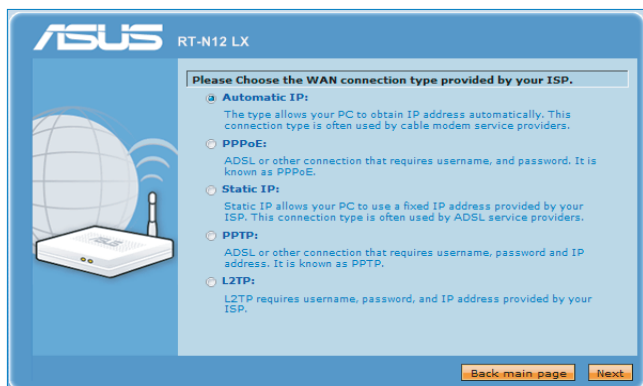 ASUS RT-N12 LX
Please Choose the WAN connection type provided by your ISP.
Automatic IP:
The type allows your PC to obtain IP address automatically. This
connection type is often used by cable modem service providers.
PPPoE:
ADSL or other connection that requires username, and password. It is
known as PPPoE.
Static IP:
Static IP allows your PC to use a fixed IP address provided by your
ISP. This connection type is often used by ADSL service providers.
PPTP:
ADSL or other connection that requires username, password and IP
address. It is known as PPTP.
L2TP:
L2TP requires username, password, and IP address provided by your
ISP.
Back main page Next